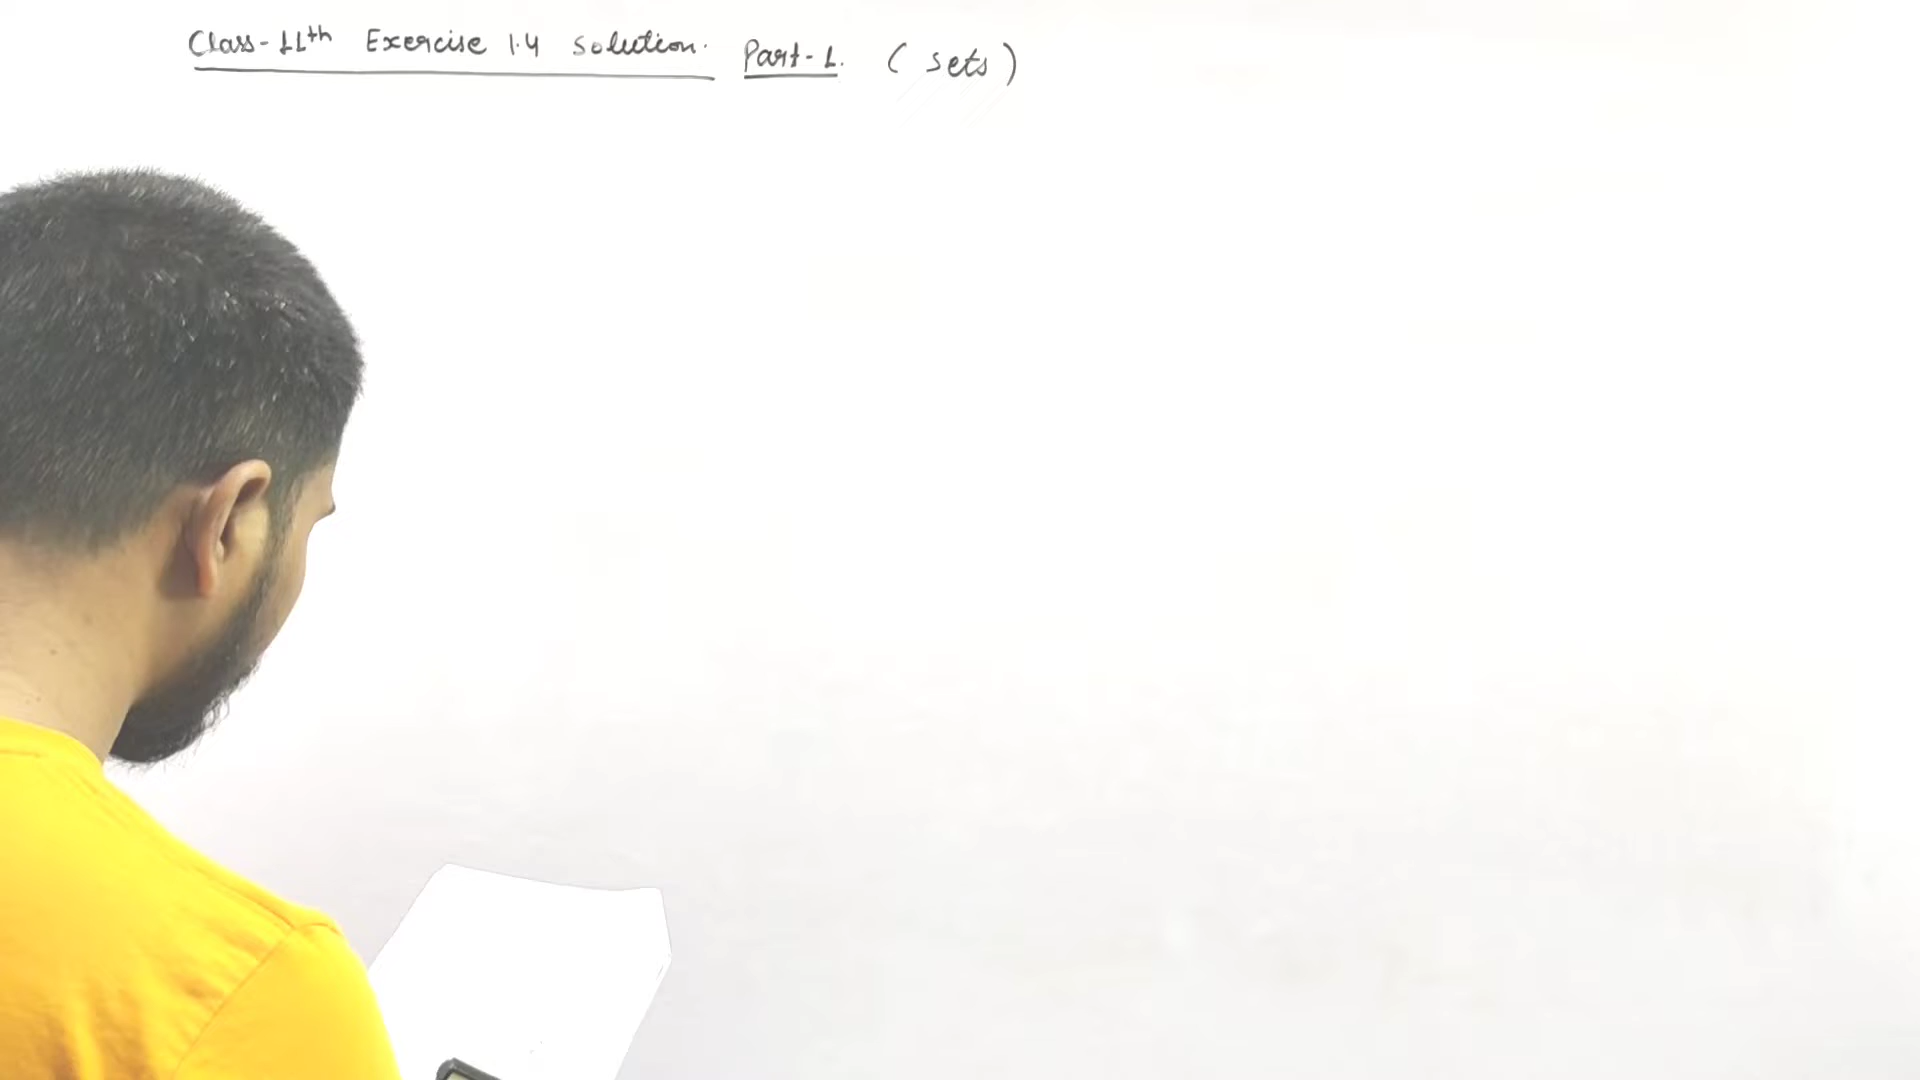 Class-11th Exercise 1.4 solution. Part-1. (Sets)